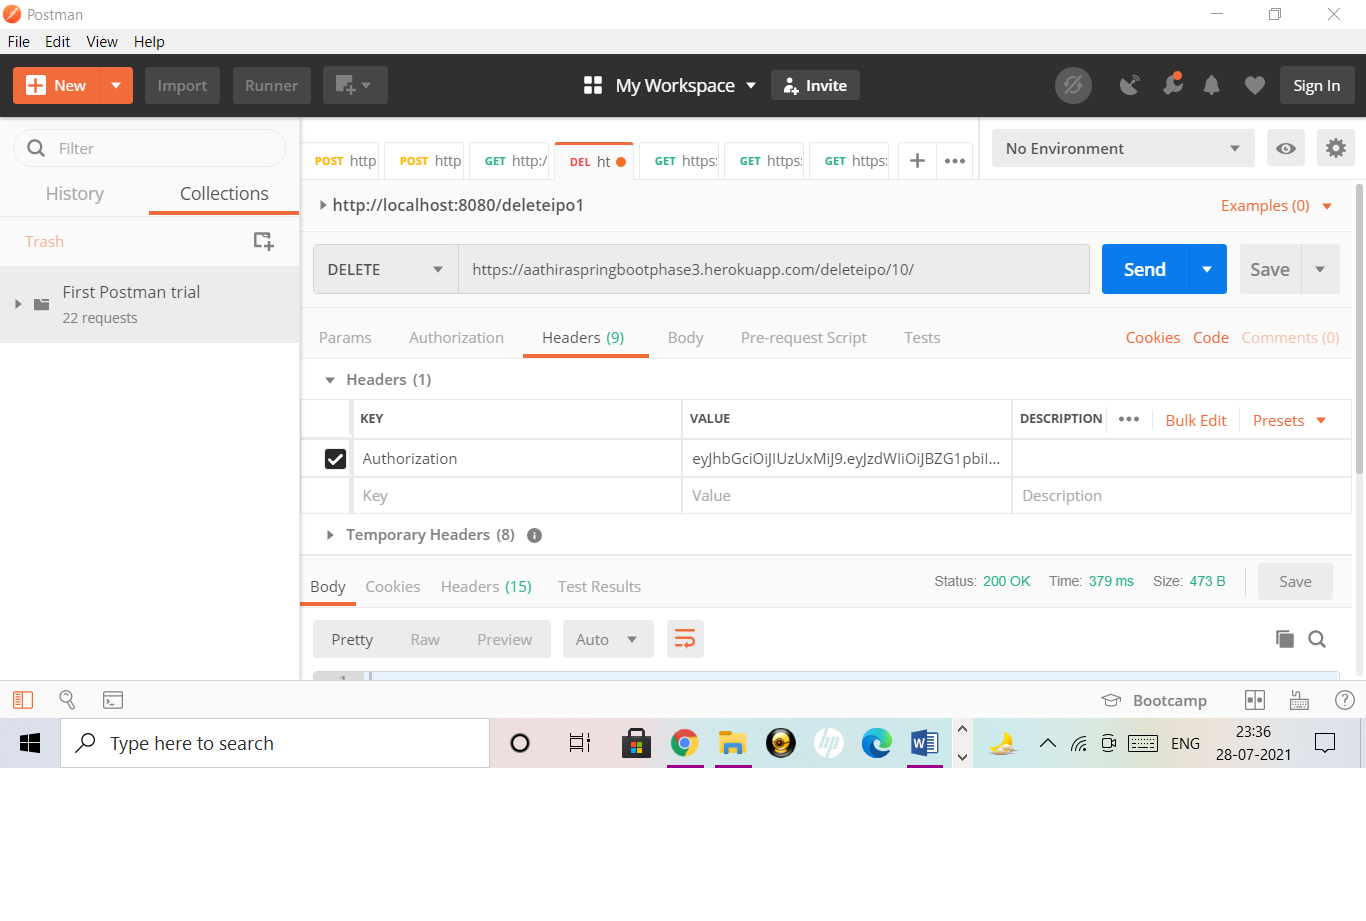 Postman
File Edit View Help
New Import Runner My Workspace Invite Sign In
Filter
History Collections
Trash
First Postman trial
22 requests
POST http POST http GET http:/ DEL ht GET https: GET https: GET https: + •••
No Environment
http://localhost:8080/deleteipo1 Examples (0)
DELETE https://aathiraspringbootphase3.herokuapp.com/deleteipo/10/ Send Save
Params Authorization Headers (9) Body Pre-request Script Tests Cookies Code Comments (0)
Headers (1)
KEY VALUE DESCRIPTION ••• Bulk Edit Presets
Authorization eyJhbGciOiJIUzUxMiJ9.eyJzdWIiOiJBZG1pbiI...
Key Value Description
Temporary Headers (8)
Body Cookies Headers (15) Test Results Status: 200 OK Time: 379 ms Size: 473 B Save
Pretty Raw Preview Auto
1
Bootcamp
Type here to search
hp
W
ENG
23:36
28-07-2021